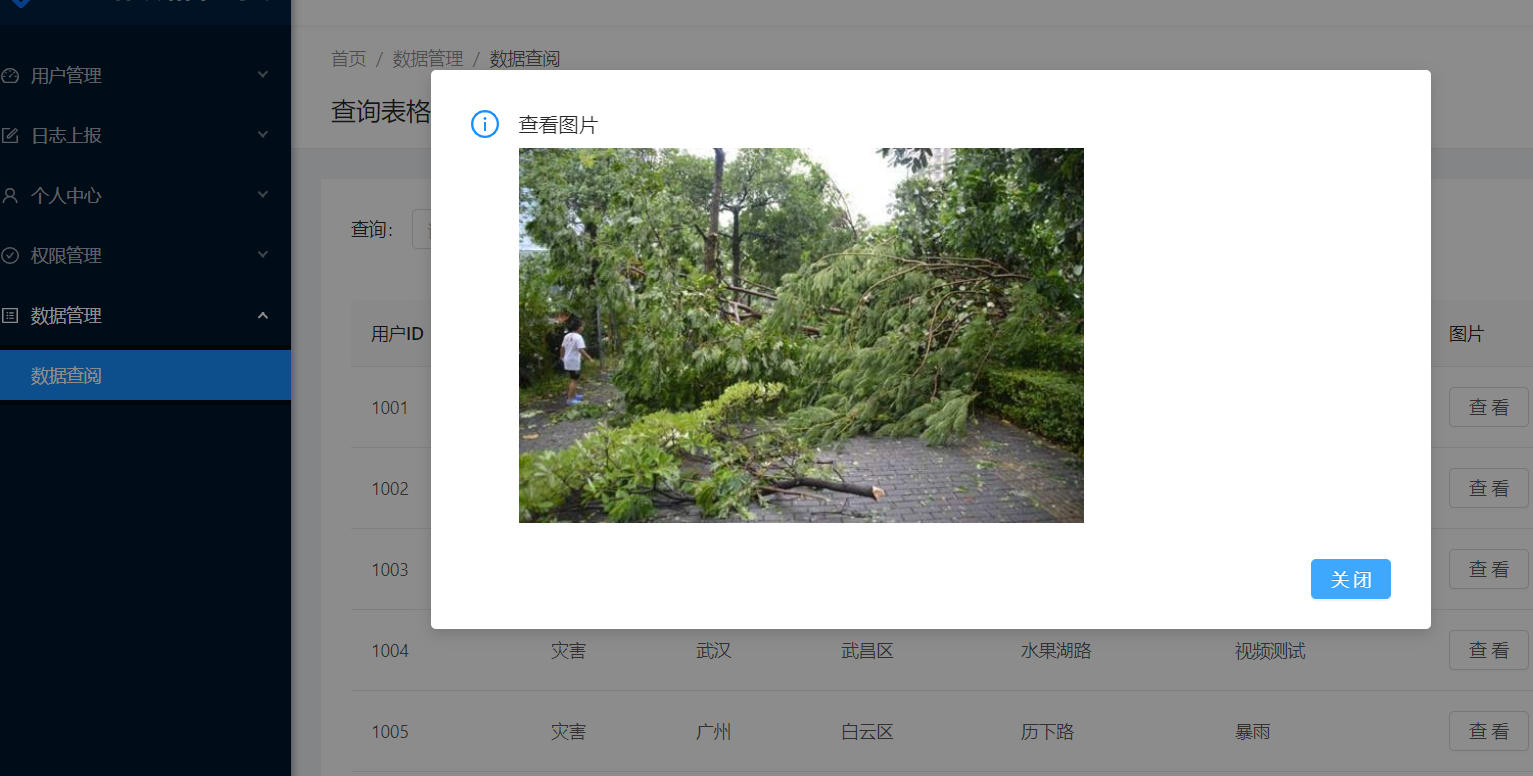 首页 / 数据管理 / 数据查阅
用户管理
日志上报
个人中心
权限管理
数据管理
数据查阅
查询表格
查看图片
查询：
用户ID 图片
1001 查 看
1002 查 看
1003 查 看
关 闭
1004 灾害 武汉 武昌区 水果湖路 视频测试 查 看
1005 灾害 广州 白云区 历下路 暴雨 查 看